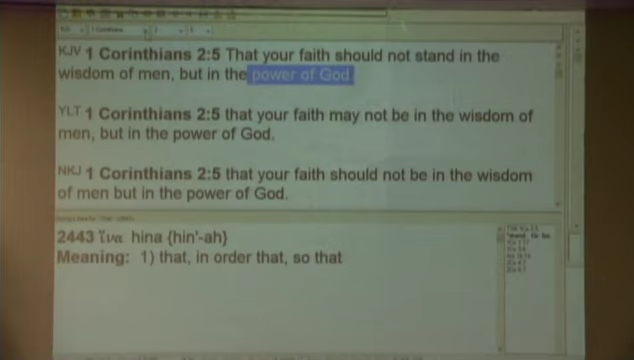 KJV 1 Corinthians 2:5 That your faith should not stand in the
wisdom of men, but in the power of God.
YLT 1 Corinthians 2:5 that your faith may not be in the wisdom of
men, but in the power of God.
NKJ 1 Corinthians 2:5 that your faith should not be in the wisdom
of men but in the power of God.
2443 ἵνα hina {hin'-ah}
Meaning: 1) that, in order that, so that